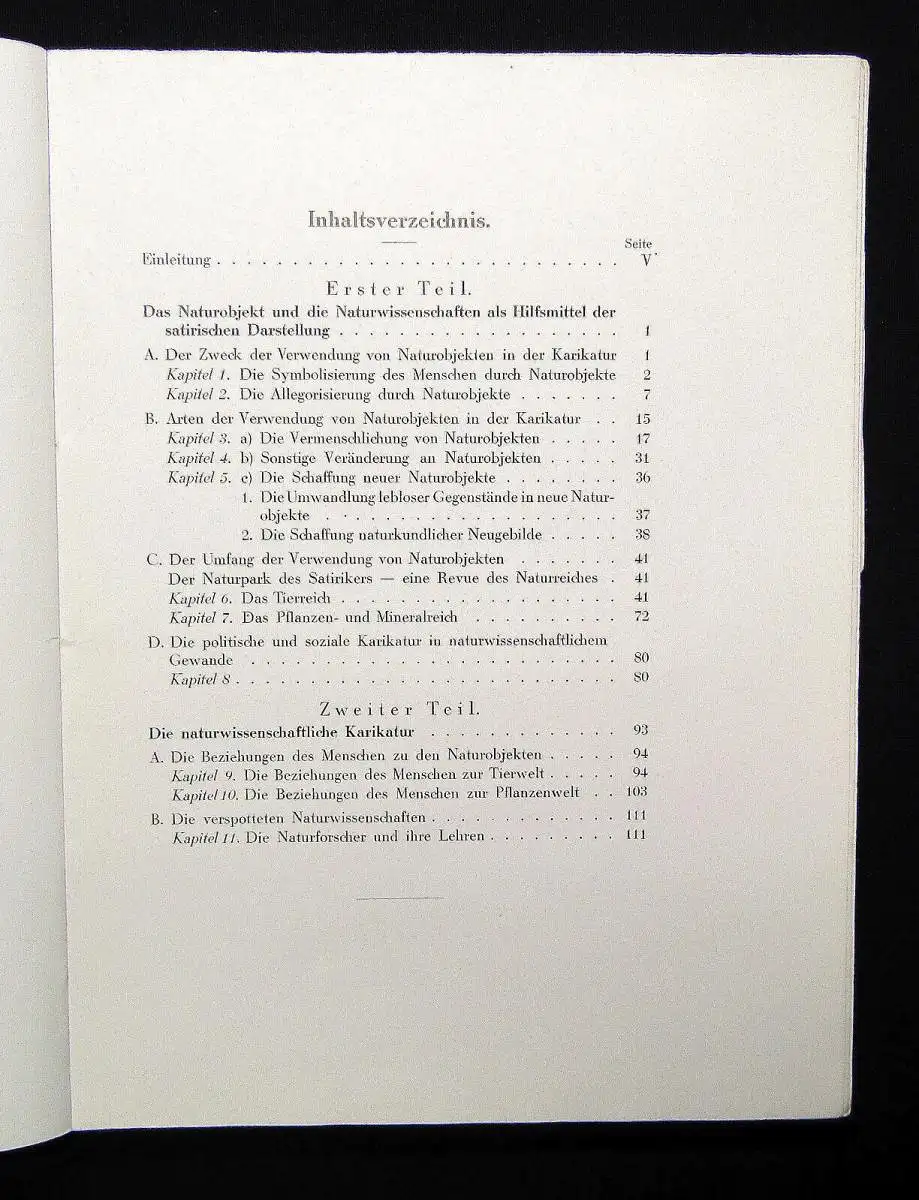 Inhaltsverzeichnis.
Seite
Einleitung . . . . . . . . . . . . . . . . . . . . . . . . . . . V
Erster Teil.
Das Naturobjekt und die Naturwissenschaften als Hilfsmittel der
satirischen Darstellung . . . . . . . . . . . . . . . . . . 1
A. Der Zweck der Verwendung von Naturobjekten in der Karikatur 1
Kapitel 1. Die Symbolisierung des Menschen durch Naturobjekte 2
Kapitel 2. Die Allegorisierung durch Naturobjekte . . . . . . . 7
B. Arten der Verwendung von Naturobjekten in der Karikatur . . 15
Kapitel 3. a) Die Vermenschlichung von Naturobjekten . . . . . 17
Kapitel 4. b) Sonstige Veränderung an Naturobjekten . . . . . 31
Kapitel 5. c) Die Schaffung neuer Naturobjekte . . . . . . . . 36
1. Die Umwandlung lebloser Gegenstände in neue Natur-
objekte . . . . . . . . . . . . . . . . . . 37
2. Die Schaffung naturkundlicher Neugebilde . . . . . 38
C. Der Umfang der Verwendung von Naturobjekten . . . . . . . 41
Der Naturpark des Satirikers — eine Revue des Naturreiches . 41
Kapitel 6. Das Tierreich . . . . . . . . . . . . . . . . . . . 41
Kapitel 7. Das Pflanzen- und Mineralreich . . . . . . . . . . 72
D. Die politische und soziale Karikatur in naturwissenschaftlichem
Gewande . . . . . . . . . . . . . . . . . . . . . . . . 80
Kapitel 8 . . . . . . . . . . . . . . . . . . . . . . . . . . 80
Zweiter Teil.
Die naturwissenschaftliche Karikatur . . . . . . . . . . . . . 93
A. Die Beziehungen des Menschen zu den Naturobjekten . . . . . 94
Kapitel 9. Die Beziehungen des Menschen zur Tierwelt . . . . . 94
Kapitel 10. Die Beziehungen des Menschen zur Pflanzenwelt . . 103
B. Die verspotteten Naturwissenschaften . . . . . . . . . . . . . 111
Kapitel 11. Die Naturforscher und ihre Lehren . . . . . . . . . 111